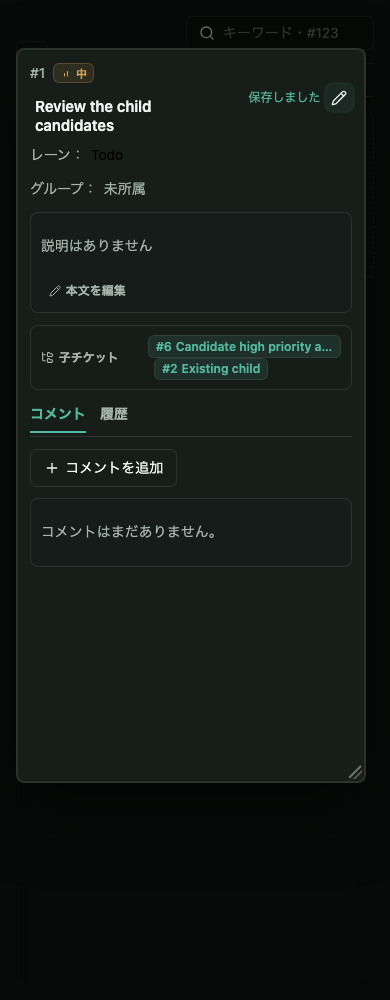 キーワード・#123
#1 中
Review the child
candidates
保存しました
レーン： Todo
グループ： 未所属
説明はありません
本文を編集
子チケット
#6 Candidate high priority a...
#2 Existing child
コメント 履歴
+ コメントを追加
コメントはまだありません。